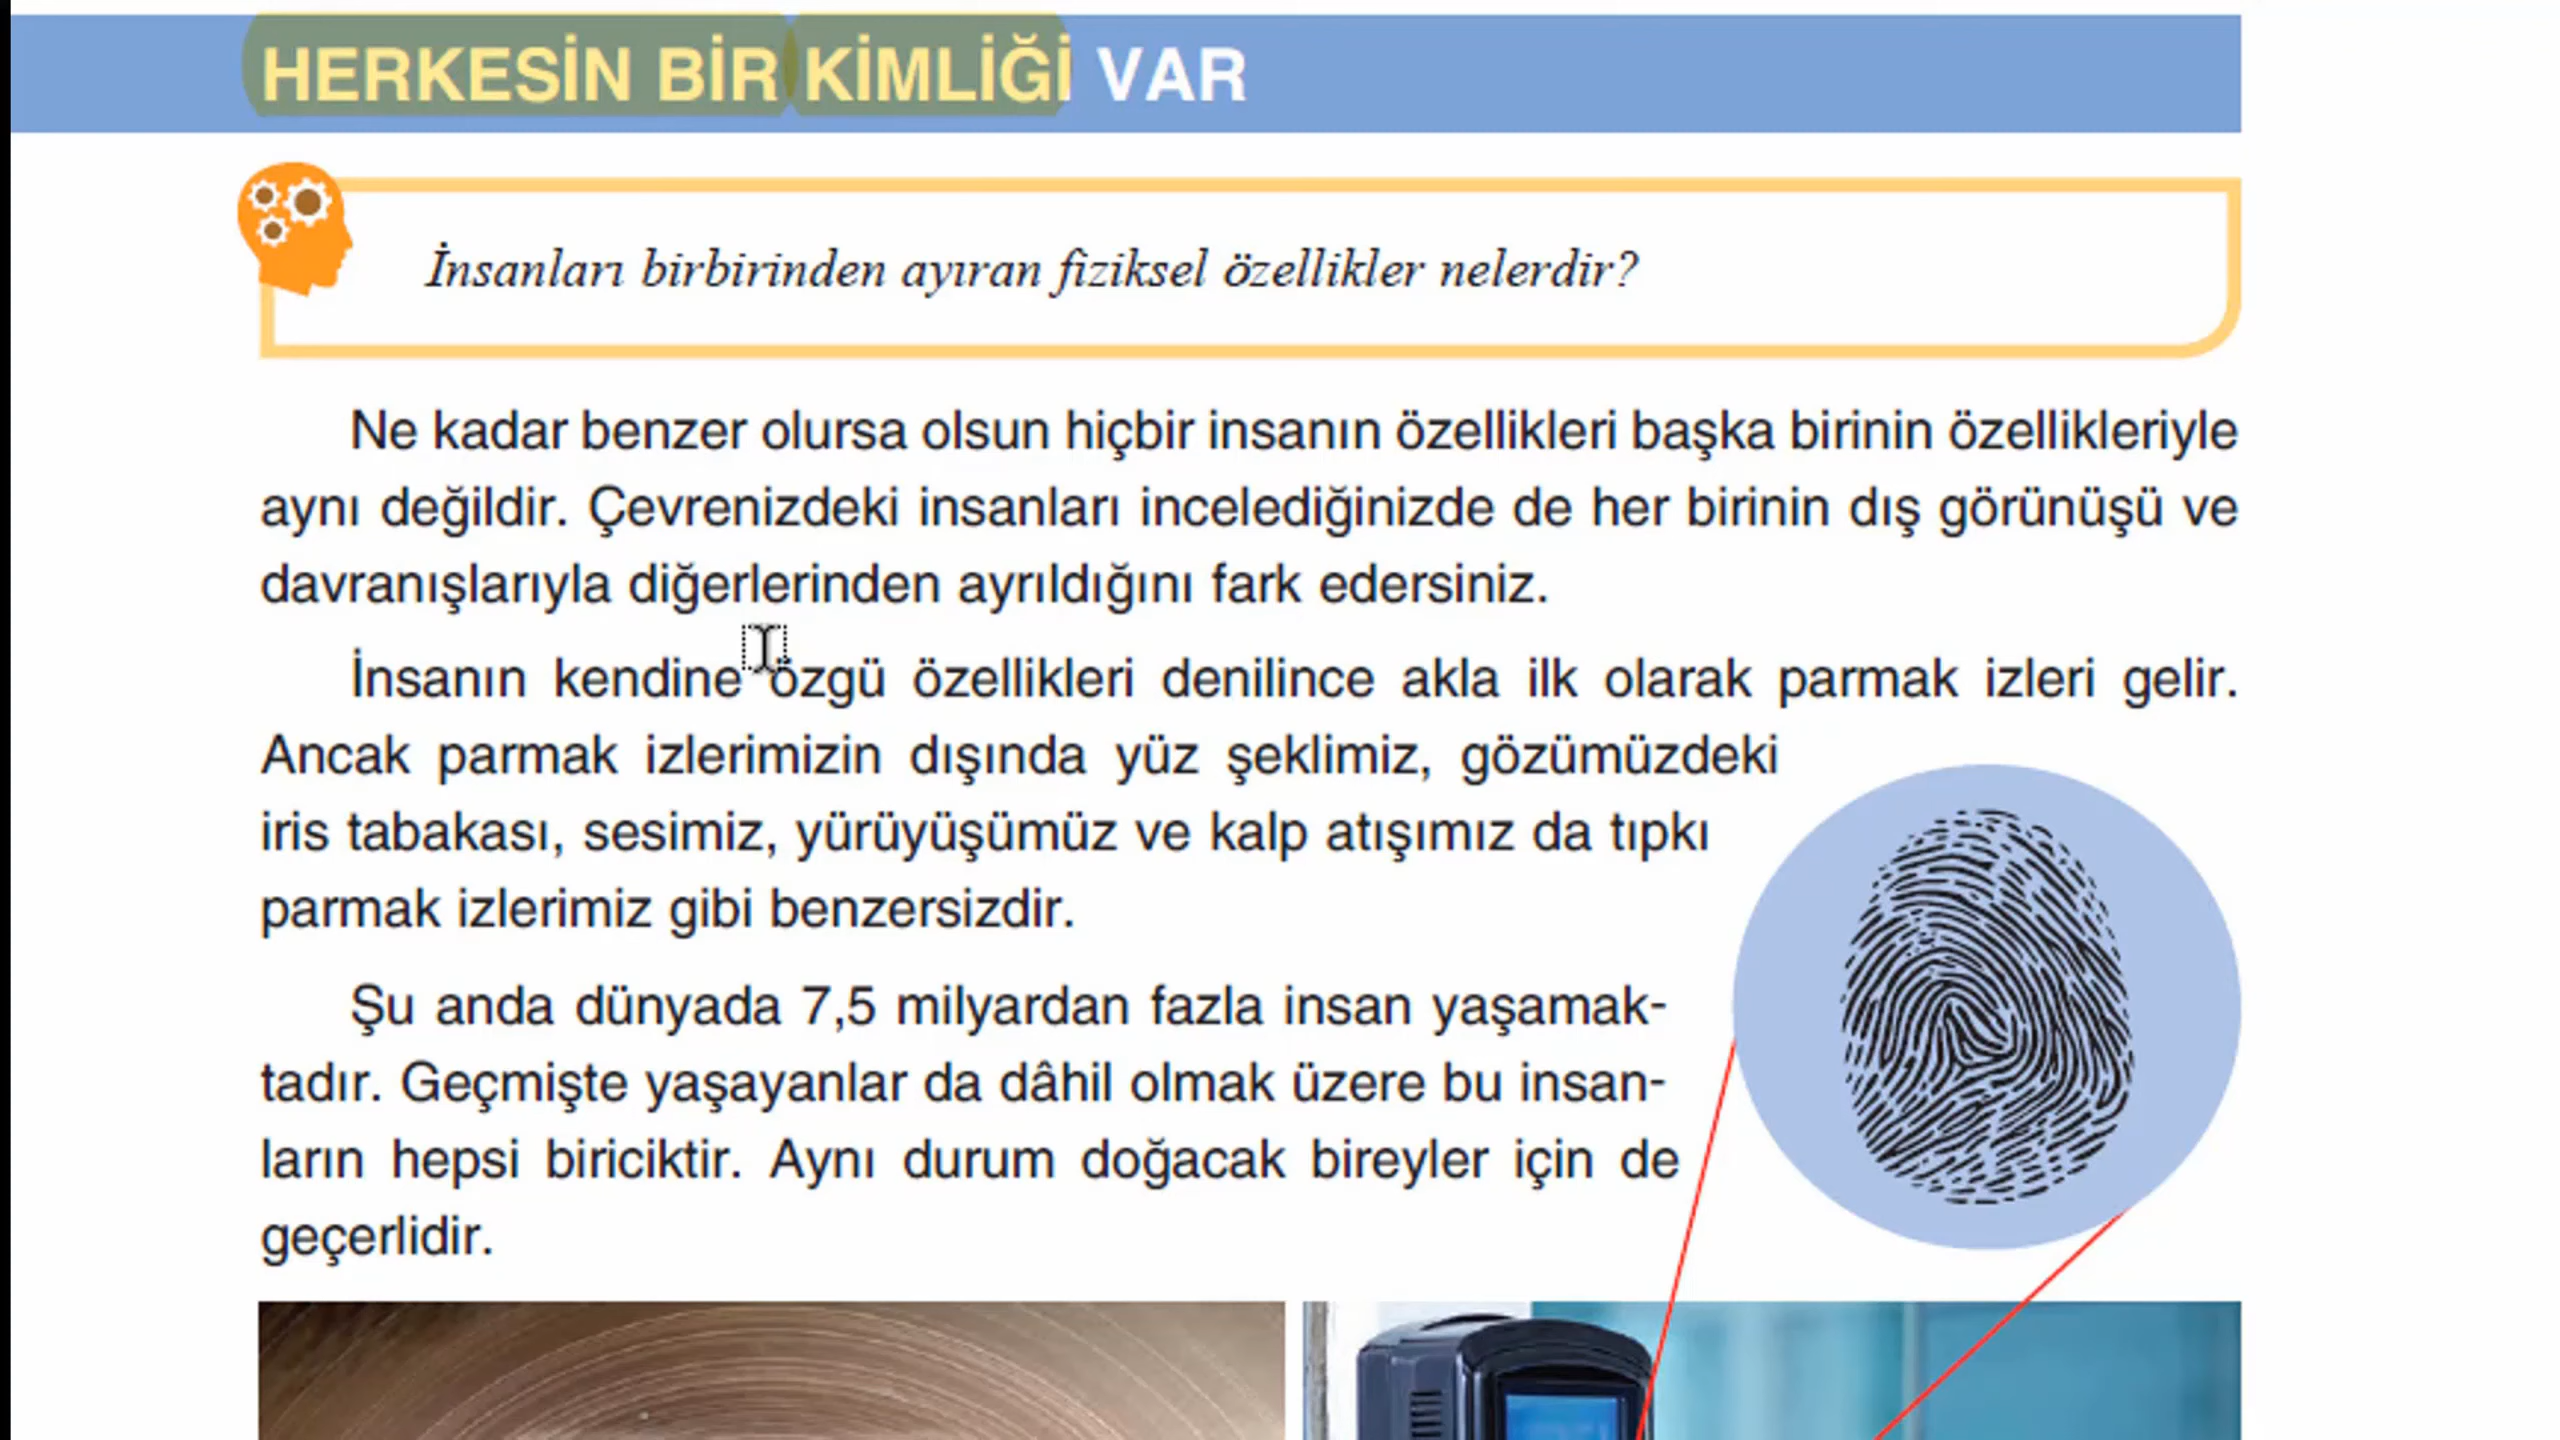 HERKESİN BİR KİMLİĞİ VAR
İnsanları birbirinden ayıran fiziksel özellikler nelerdir?
Ne kadar benzer olursa olsun hiçbir insanın özellikleri başka birinin özellikleriyle
aynı değildir. Çevrenizdeki insanları incelediğinizde de her birinin dış görünüşü ve
davranışlarıyla diğerlerinden ayrıldığını fark edersiniz.
İnsanın kendine özgü özellikleri denilince akla ilk olarak parmak izleri gelir.
Ancak parmak izlerimizin dışında yüz şeklimiz, gözümüzdeki
iris tabakası, sesimiz, yürüyüşümüz ve kalp atışımız da tıpkı
parmak izlerimiz gibi benzersizdir.
Şu anda dünyada 7,5 milyardan fazla insan yaşamak-
tadır. Geçmişte yaşayanlar da dâhil olmak üzere bu insan-
ların hepsi biriciktir. Aynı durum doğacak bireyler için de
geçerlidir.